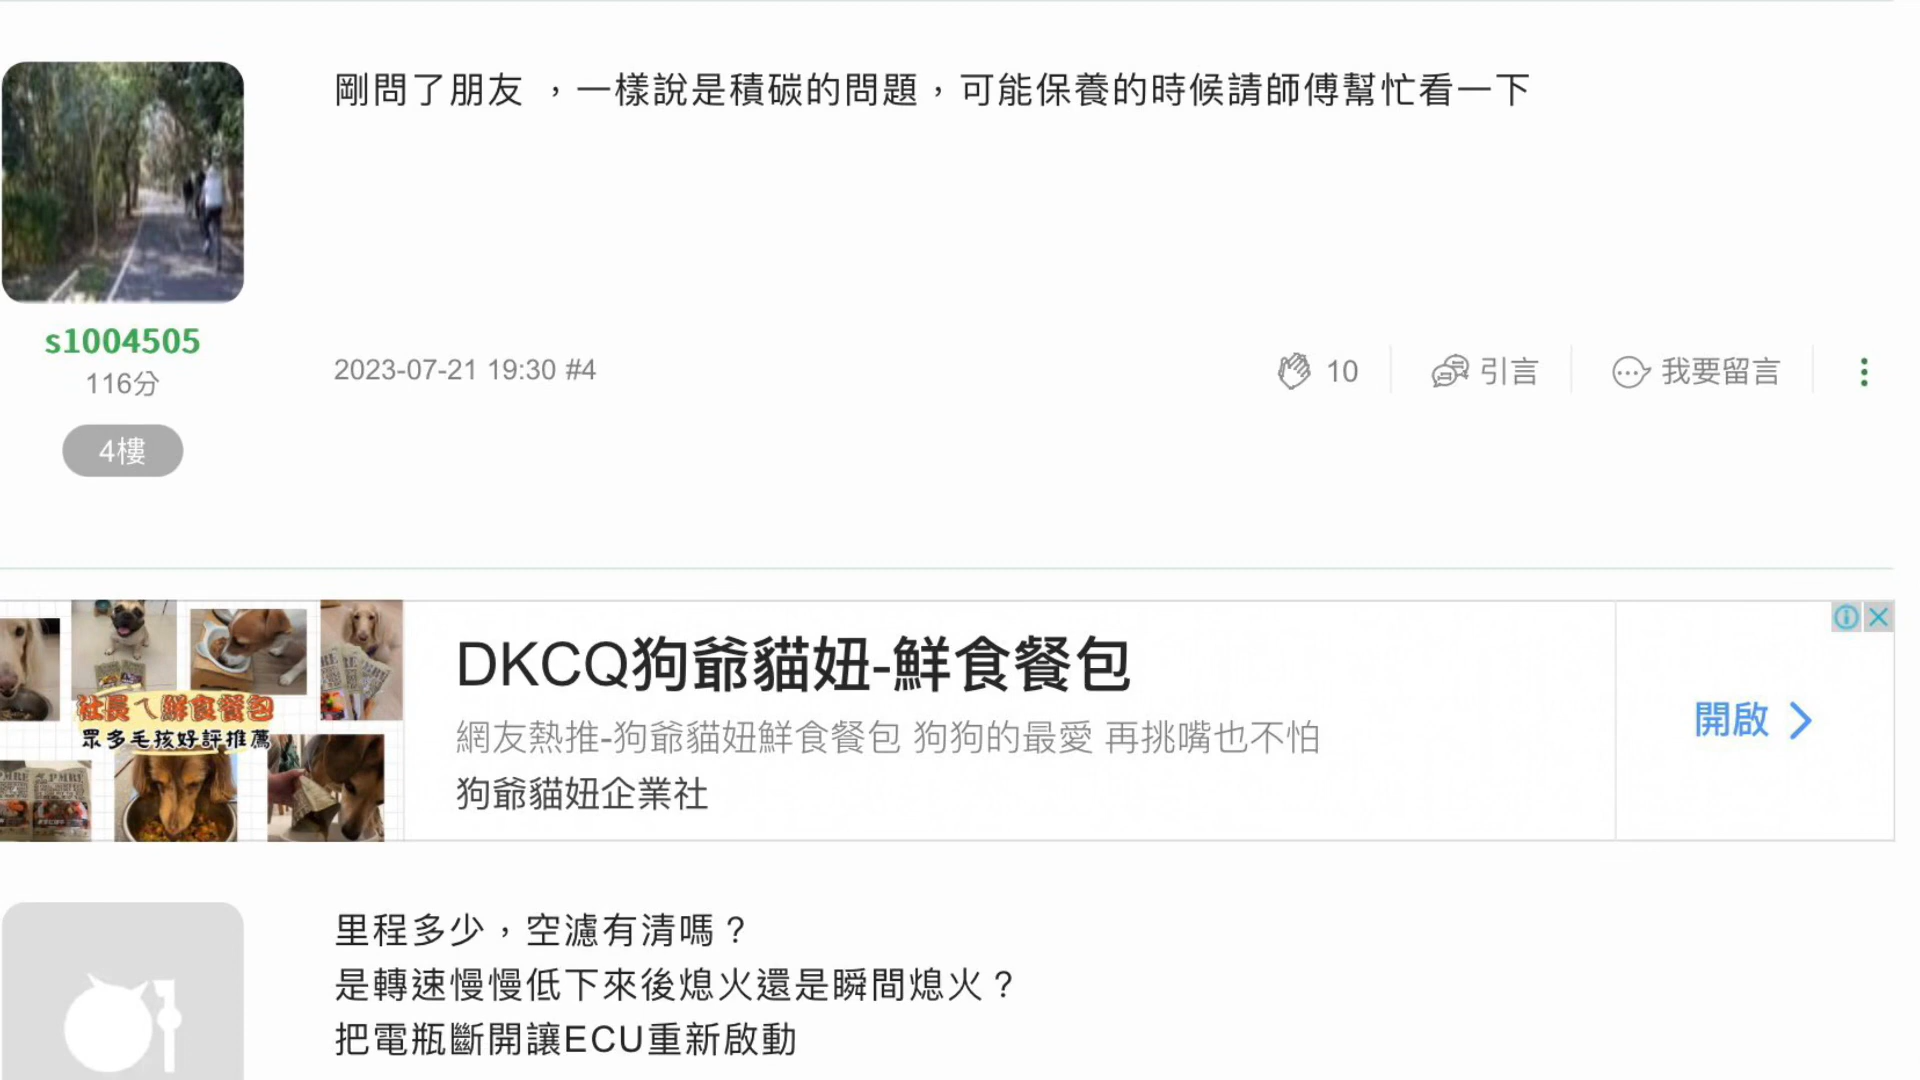 剛問了朋友 ，一樣說是積碳的問題，可能保養的時候請師傅幫忙看一下
s1004505
116分
4樓
2023-07-21 19:30 #4
10
引言
我要留言
社長ㄟ鮮食餐包
眾多毛孩好評推薦
DKCQ狗爺貓妞-鮮食餐包
網友熱推-狗爺貓妞鮮食餐包 狗狗的最愛 再挑嘴也不怕
狗爺貓妞企業社
開啟
里程多少，空濾有清嗎？
是轉速慢慢低下來後熄火還是瞬間熄火？
把電瓶斷開讓ECU重新啟動